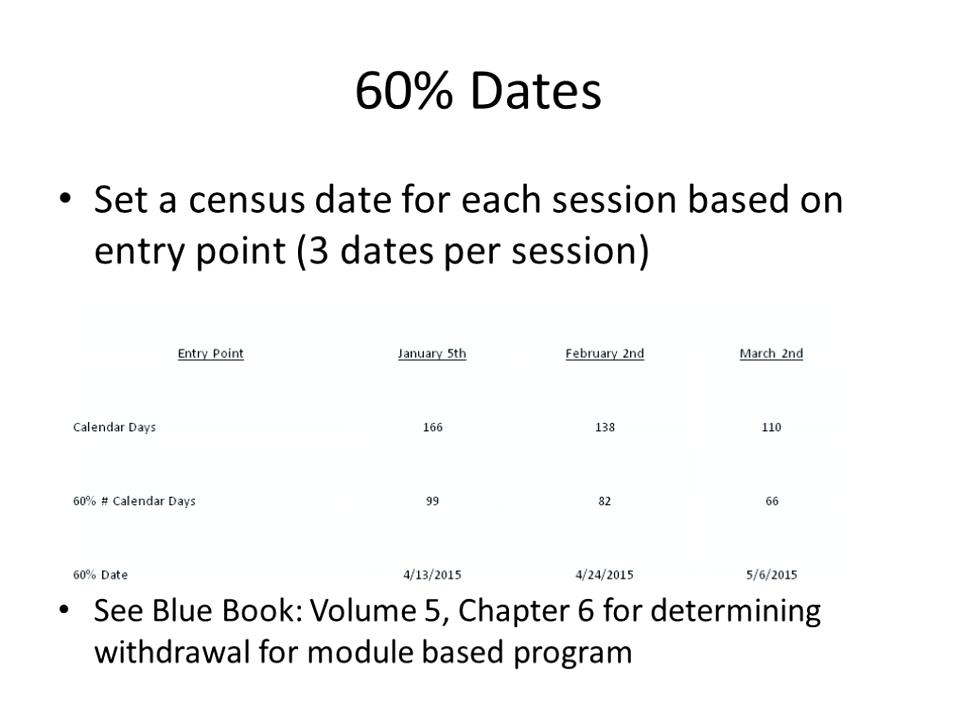 60% Dates
• Set a census date for each session based on
entry point (3 dates per session)
Entry Point January 5th February 2nd March 2nd
Calendar Days 166 138 110
60% # Calendar Days 99 82 66
60% Date 4/13/2015 4/24/2015 5/6/2015
• See Blue Book: Volume 5, Chapter 6 for determining
withdrawal for module based program